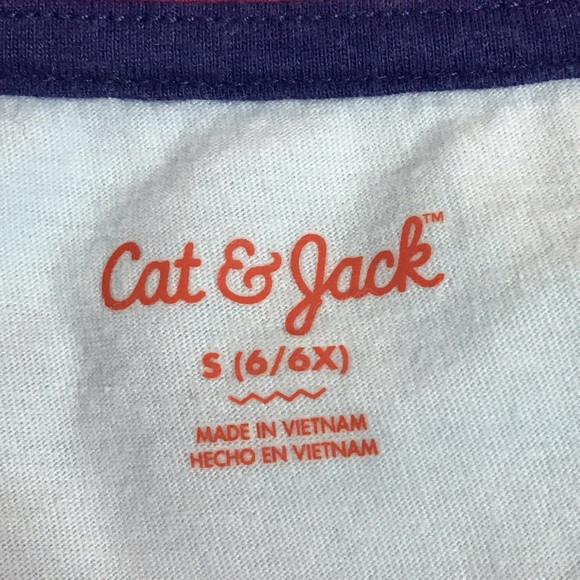 Cat & Jack™
S (6/6X)
MADE IN VIETNAM
HECHO EN VIETNAM